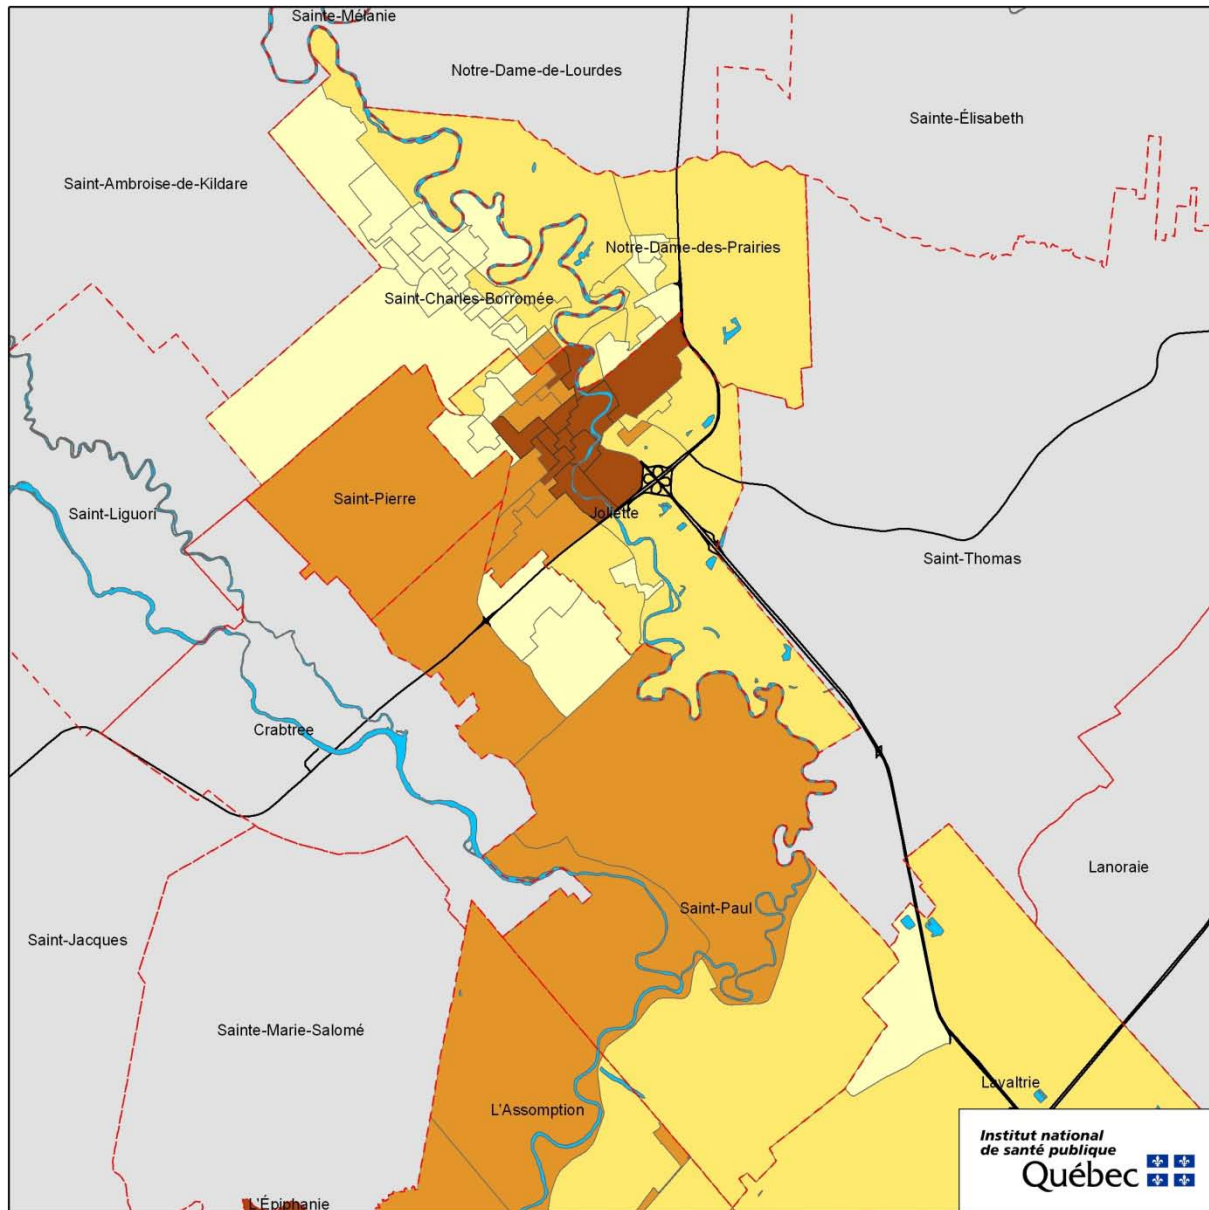 Sainte-Mélanie
Notre-Dame-de-Lourdes
Sainte-Élisabeth
Saint-Ambroise-de-Kildare
Notre-Dame-des-Prairies
Saint-Charles-Borromée
Saint-Pierre
Saint-Liguori
Joliette
Saint-Thomas
Crabtree
Lanoraie
Saint-Paul
Saint-Jacques
Sainte-Marie-Salomé
Lavaltrie
L'Assomption
Institut national
de santé publique
Québec
L'Épiphanie